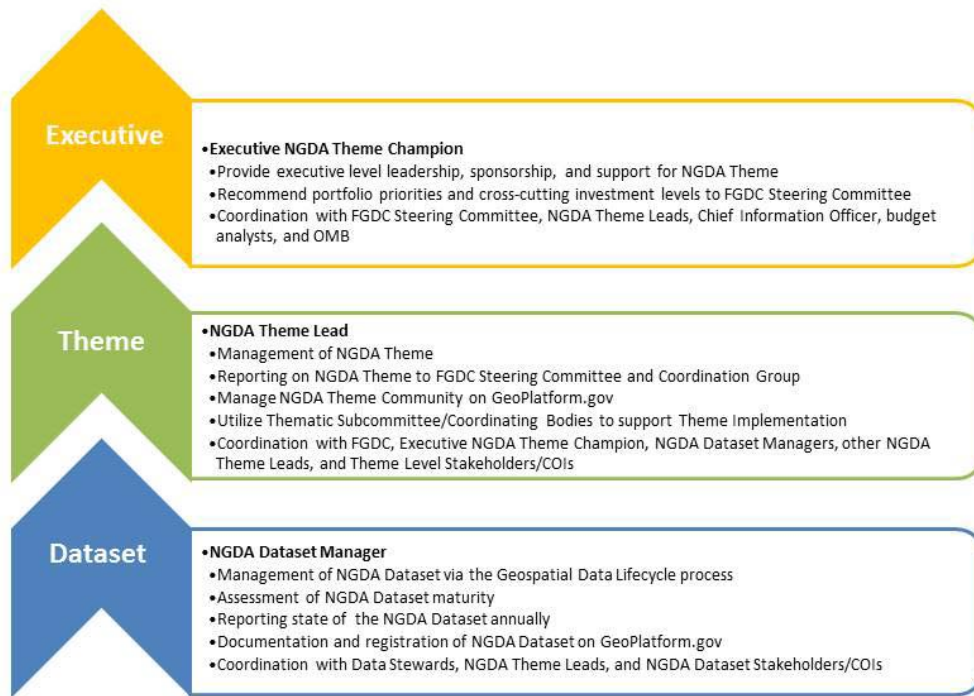 Executive
•Executive NGDA Theme Champion
•Provide executive level leadership, sponsorship, and support for NGDA Theme
•Recommend portfolio priorities and cross-cutting investment levels to FGDC Steering Committee
•Coordination with FGDC Steering Committee, NGDA Theme Leads, Chief Information Officer, budget
analysts, and OMB
Theme
•NGDA Theme Lead
•Management of NGDA Theme
•Reporting on NGDA Theme to FGDC Steering Committee and Coordination Group
•Manage NGDA Theme Community on GeoPlatform.gov
•Utilize Thematic Subcommittee/Coordinating Bodies to support Theme Implementation
•Coordination with FGDC, Executive NGDA Theme Champion, NGDA Dataset Managers, other NGDA
Theme Leads, and Theme Level Stakeholders/COIs
Dataset
•NGDA Dataset Manager
•Management of NGDA Dataset via the Geospatial Data Lifecycle process
•Assessment of NGDA Dataset maturity
•Reporting state of the NGDA Dataset annually
•Documentation and registration of NGDA Dataset on GeoPlatform.gov
•Coordination with Data Stewards, NGDA Theme Leads, and NGDA Dataset Stakeholders/COIs